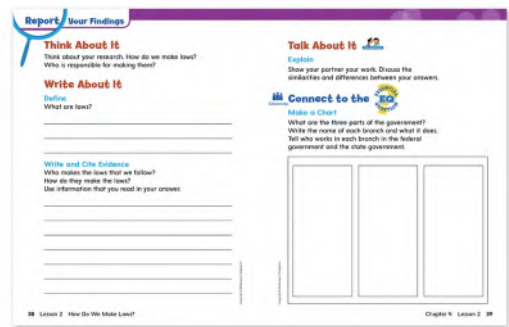 Report Your Findings
Think About It
Think about your research. How do we make laws?
Who is responsible for making them?
Write About It
Define
What are laws?
Write and Cite Evidence
Who makes the laws that we follow?
How do they make the laws?
Use information that you read in your answer.
38 Lesson 2 How Do We Make Laws?
Talk About It
Explain
Show your partner your work. Discuss the
similarities and differences between your answers.
Citizenship
Connect to the
ESSENTIAL
EQ
QUESTION
Make a Chart
What are the three parts of the government?
Write the name of each branch and what it does.
Tell who works in each branch in the federal
government and the state government.
Chapter 4 Lesson 2 39